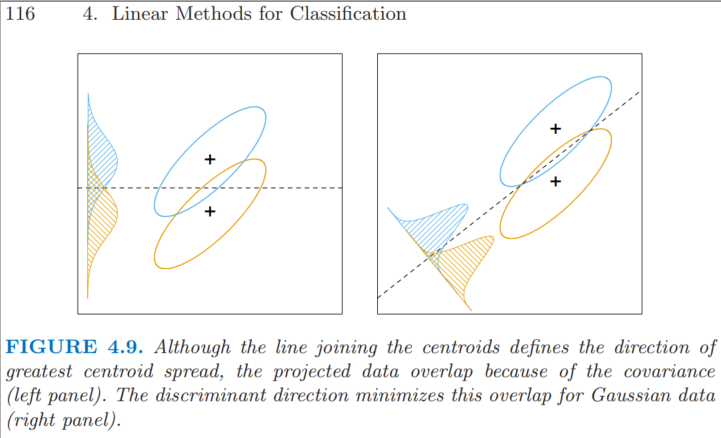 116 4. Linear Methods for Classification
FIGURE 4.9. Although the line joining the centroids defines the direction of
greatest centroid spread, the projected data overlap because of the covariance
(left panel). The discriminant direction minimizes this overlap for Gaussian data
(right panel).